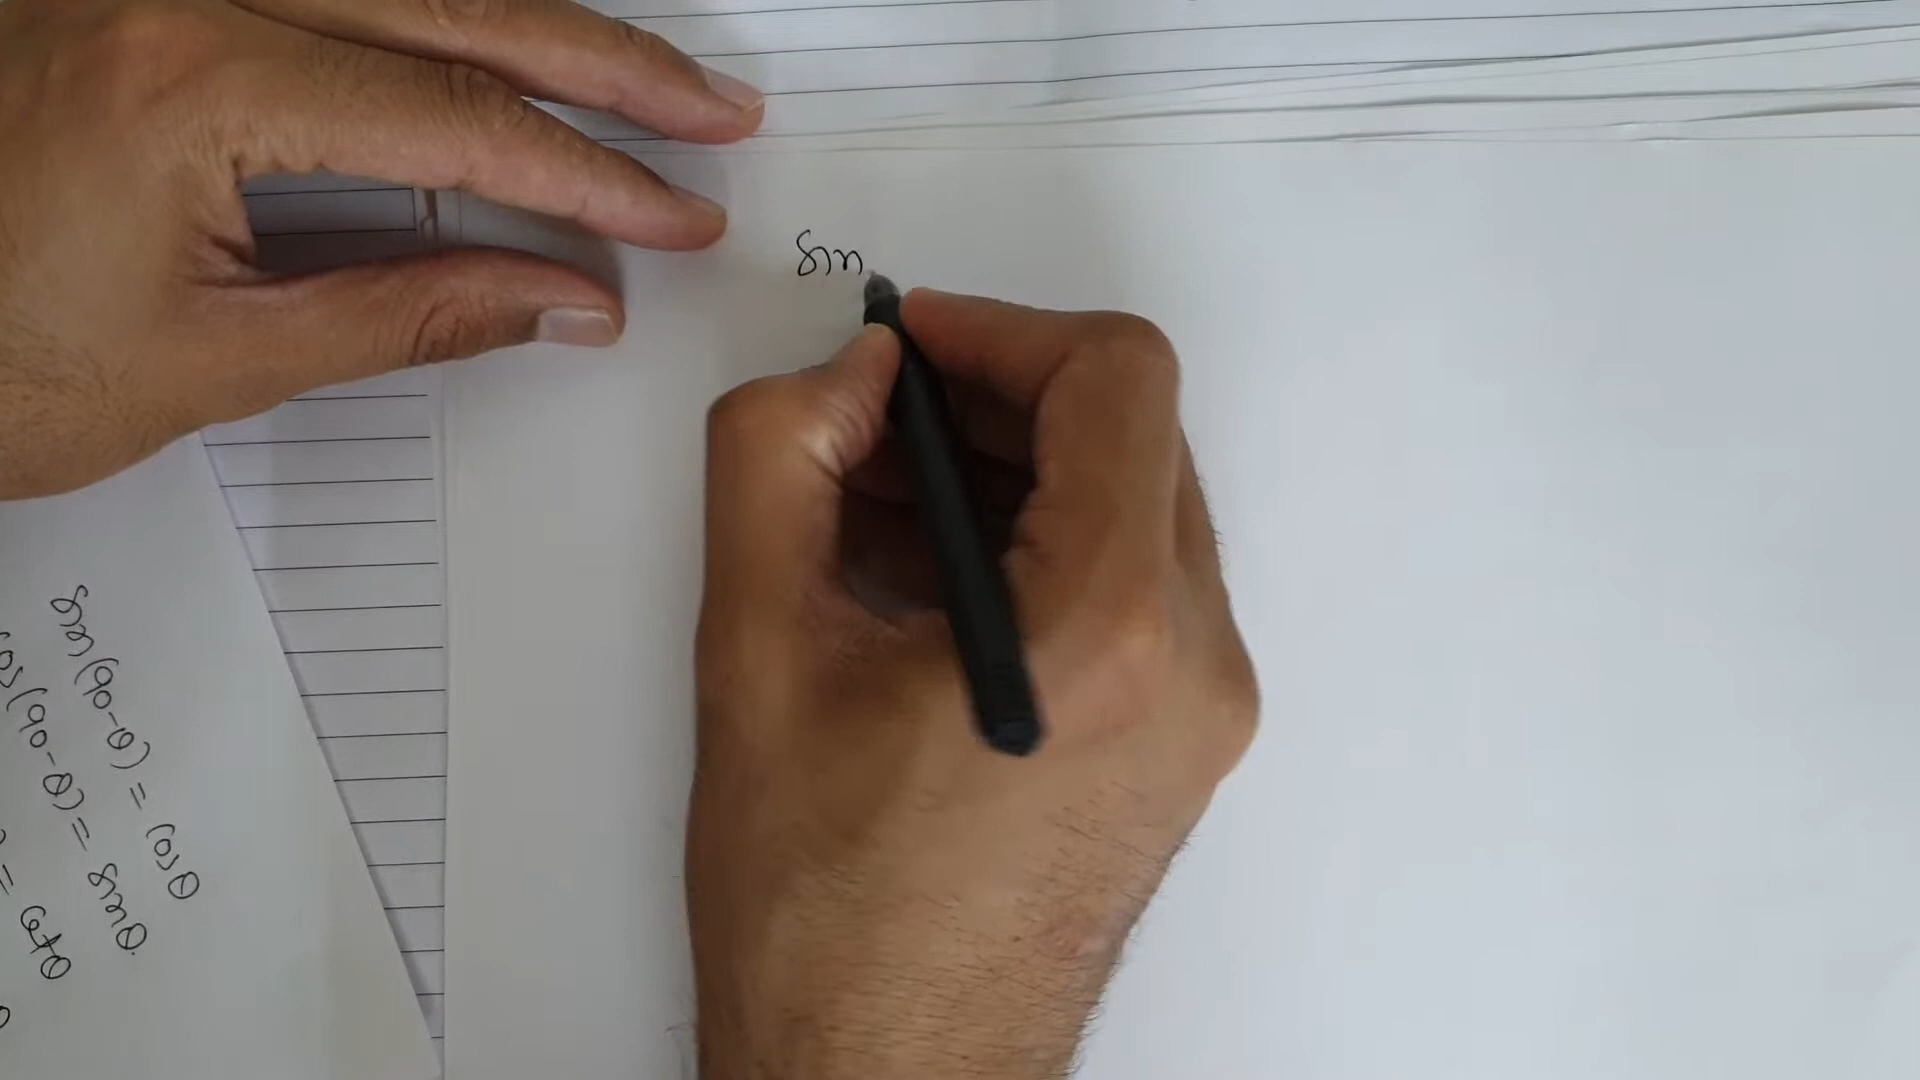 sin
sin(90-θ) = cosθ
cos(90-θ) = sinθ
= cotθ